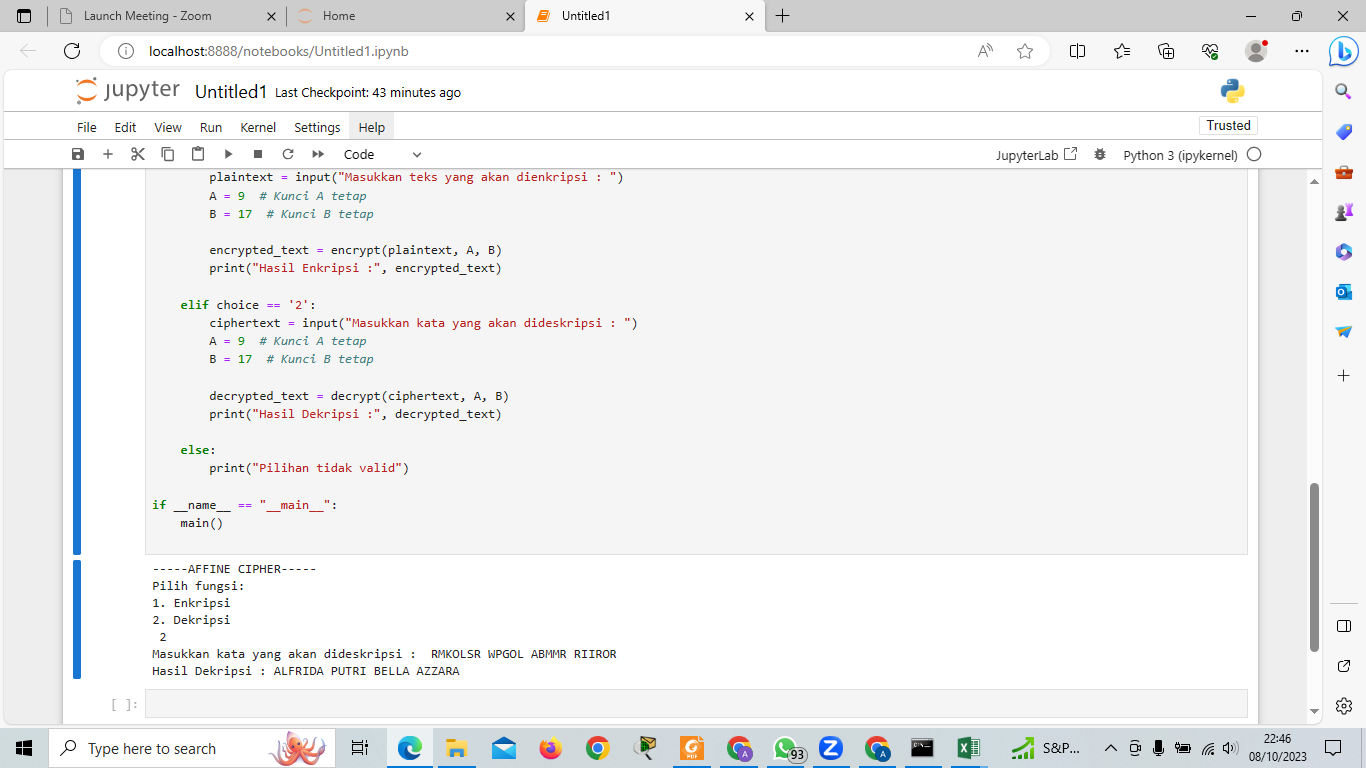 Launch Meeting - Zoom
Home
Untitled1
localhost:8888/notebooks/Untitled1.ipynb
jupyter Untitled1 Last Checkpoint: 43 minutes ago
File Edit View Run Kernel Settings Help
Trusted
Code
JupyterLab
Python 3 (ipykernel)
plaintext = input("Masukkan teks yang akan dienkripsi : ")
A = 9  # Kunci A tetap
B = 17  # Kunci B tetap
encrypted_text = encrypt(plaintext, A, B)
print("Hasil Enkripsi :", encrypted_text)
elif choice == '2':
ciphertext = input("Masukkan kata yang akan dideskripsi : ")
A = 9  # Kunci A tetap
B = 17  # Kunci B tetap
decrypted_text = decrypt(ciphertext, A, B)
print("Hasil Dekripsi :", decrypted_text)
else:
print("Pilihan tidak valid")
if __name__ == "__main__":
main()
-----AFFINE CIPHER-----
Pilih fungsi:
1. Enkripsi
2. Dekripsi
2
Masukkan kata yang akan dideskripsi :  RMKOLSR WPGOL ABMMR RIIROR
Hasil Dekripsi : ALFRIDA PUTRI BELLA AZZARA
[ ]:
Type here to search
93
S&P...
22:46
08/10/2023